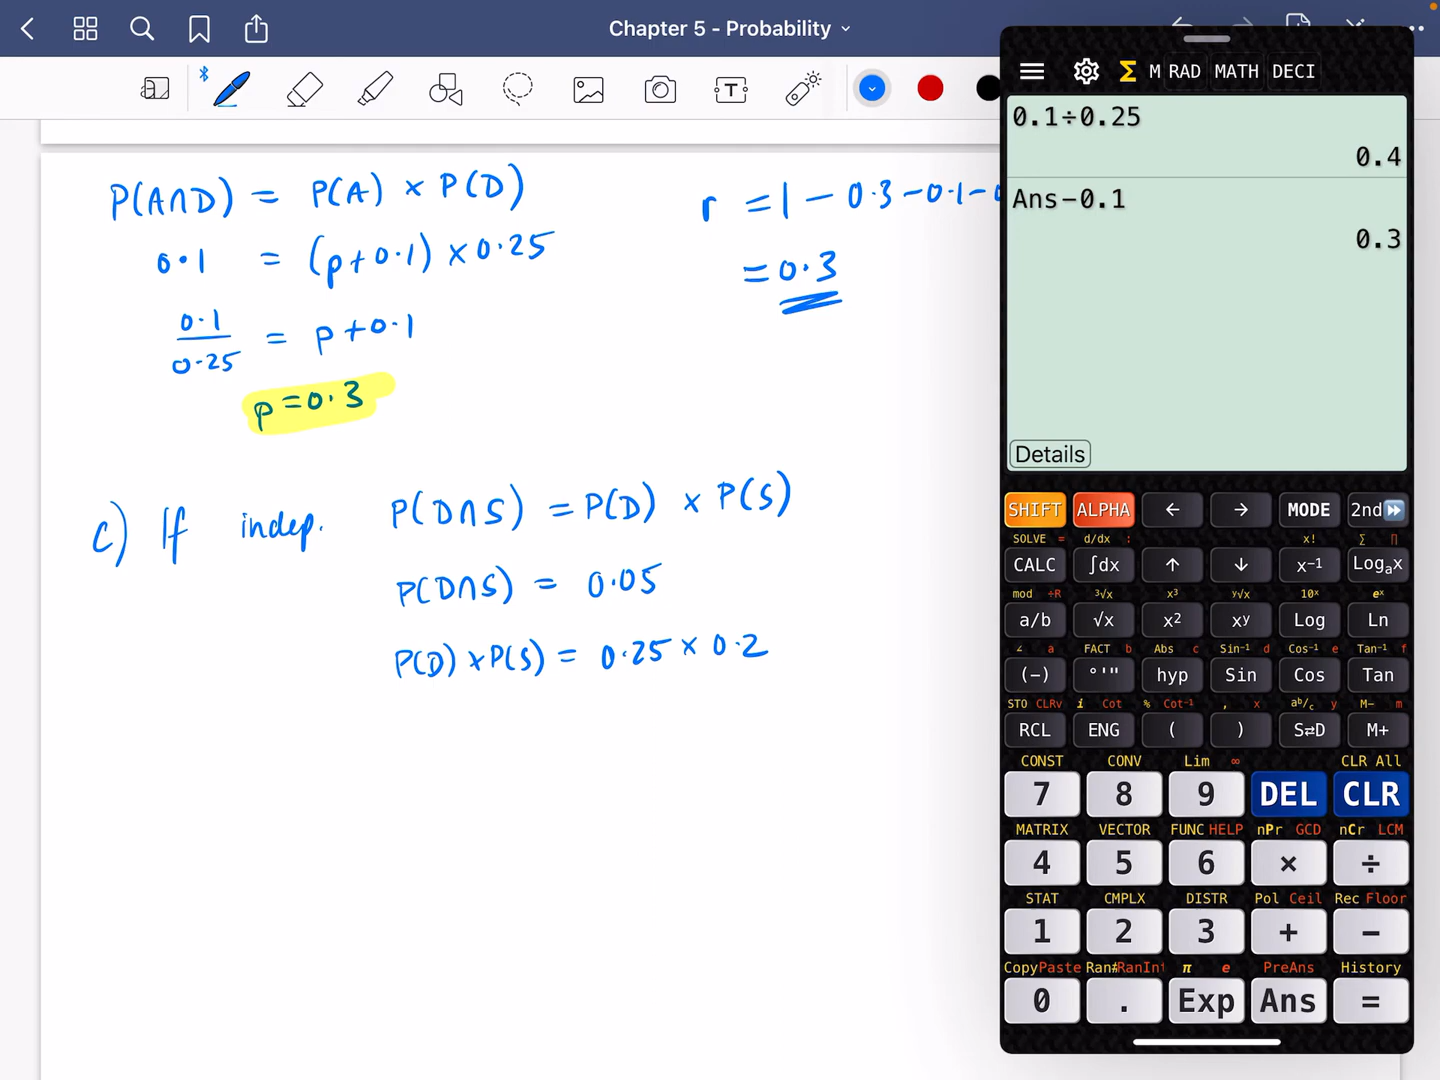 Chapter 5 - Probability
P(A∩D) = P(A) × P(D)
0.1 = (p+0.1) × 0.25
0.1/0.25 = p+0.1
p=0.3
r = 1 - 0.3 - 0.1 -
= 0.3
c) If indep. P(D∩S) = P(D) × P(S)
P(D∩S) = 0.05
P(D) × P(S) = 0.25 × 0.2
M RAD MATH DECI
0.1÷0.25
0.4
Ans-0.1
0.3
Details
SHIFT ALPHA ← → MODE 2nd
SOLVE = d/dx : x! ∑ ∏
CALC ∫dx ↑ ↓ x⁻¹ Logₐx
mod ÷R ³√x x³ ʸ√x 10ˣ eˣ
a/b √x x² xʸ Log Ln
∠ a FACT b Abs c Sin⁻¹ d Cos⁻¹ e Tan⁻¹ f
(-) °'" hyp Sin Cos Tan
STO CLRv i Cot % Cot⁻¹ , x aᵇ/c y M- m
RCL ENG ( ) S⇄D M+
CONST CONV Lim ∞ CLR All
7 8 9 DEL CLR
MATRIX VECTOR FUNC HELP nPr GCD nCr LCM
4 5 6 × ÷
STAT CMPLX DISTR Pol Ceil Rec Floor
1 2 3 + -
Copy Paste Ran# RanInt π e PreAns History
0 . Exp Ans =